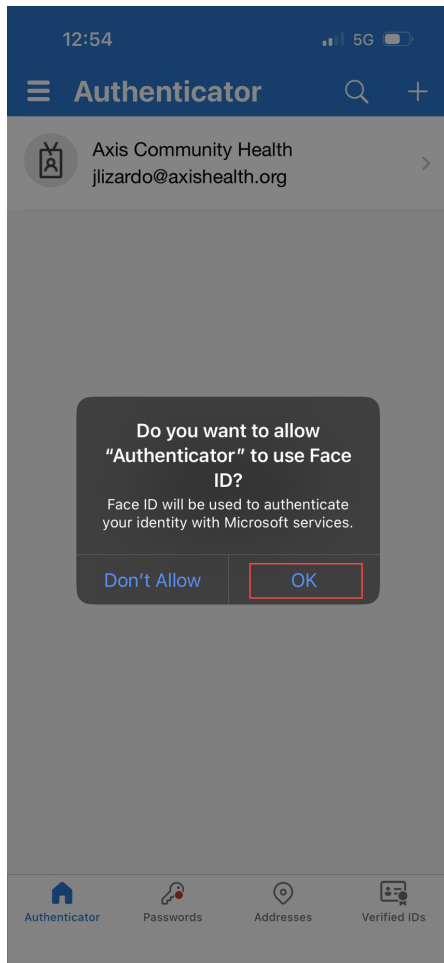 12:54
5G
Authenticator
Axis Community Health
jlizardo@axishealth.org
Do you want to allow
“Authenticator” to use Face
ID?
Face ID will be used to authenticate
your identity with Microsoft services.
Don’t Allow
OK
Authenticator
Passwords
Addresses
Verified IDs